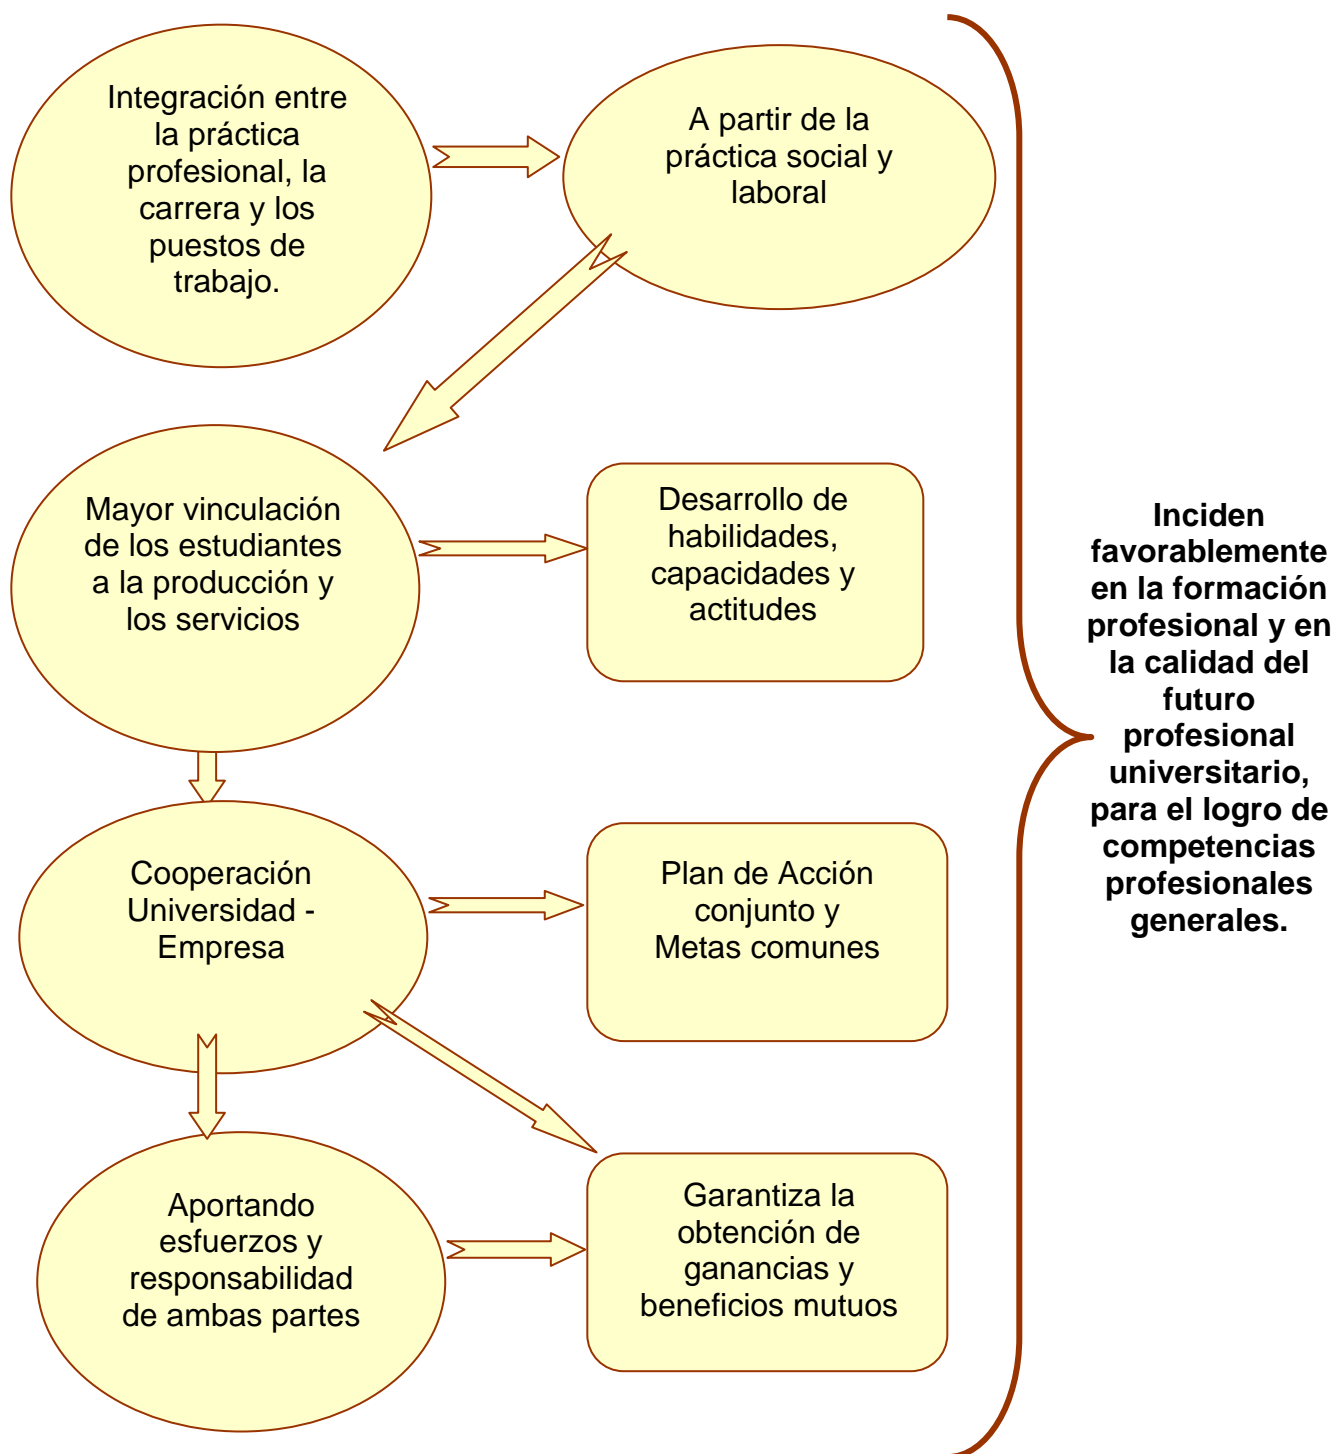 Integración entre
la práctica
profesional, la
carrera y los
puestos de
trabajo.
A partir de la
práctica social y
laboral
Mayor vinculación
de los estudiantes
a la producción y
los servicios
Desarrollo de
habilidades,
capacidades y
actitudes
Cooperación
Universidad -
Empresa
Plan de Acción
conjunto y
Metas comunes
Aportando
esfuerzos y
responsabilidad
de ambas partes
Garantiza la
obtención de
ganancias y
beneficios mutuos
Inciden
favorablemente
en la formación
profesional y en
la calidad del
futuro
profesional
universitario,
para el logro de
competencias
profesionales
generales.